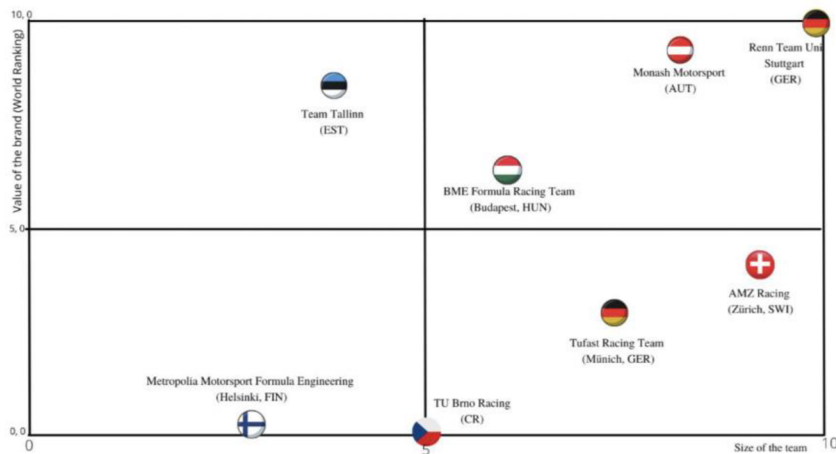 10, 0
Value of the brand (World Ranking)
Renn Team Uni
Stuttgart
(GER)
Monash Motorsport
(AUT)
Team Tallinn
(EST)
BME Formula Racing Team
(Budapest, HUN)
5, 0
AMZ Racing
(Zürich, SWI)
Tufast Racing Team
(Münich, GER)
Metropolia Motorsport Formula Engineering
(Helsinki, FIN)
TU Brno Racing
(CR)
0, 0
0
5
Size of the team
10